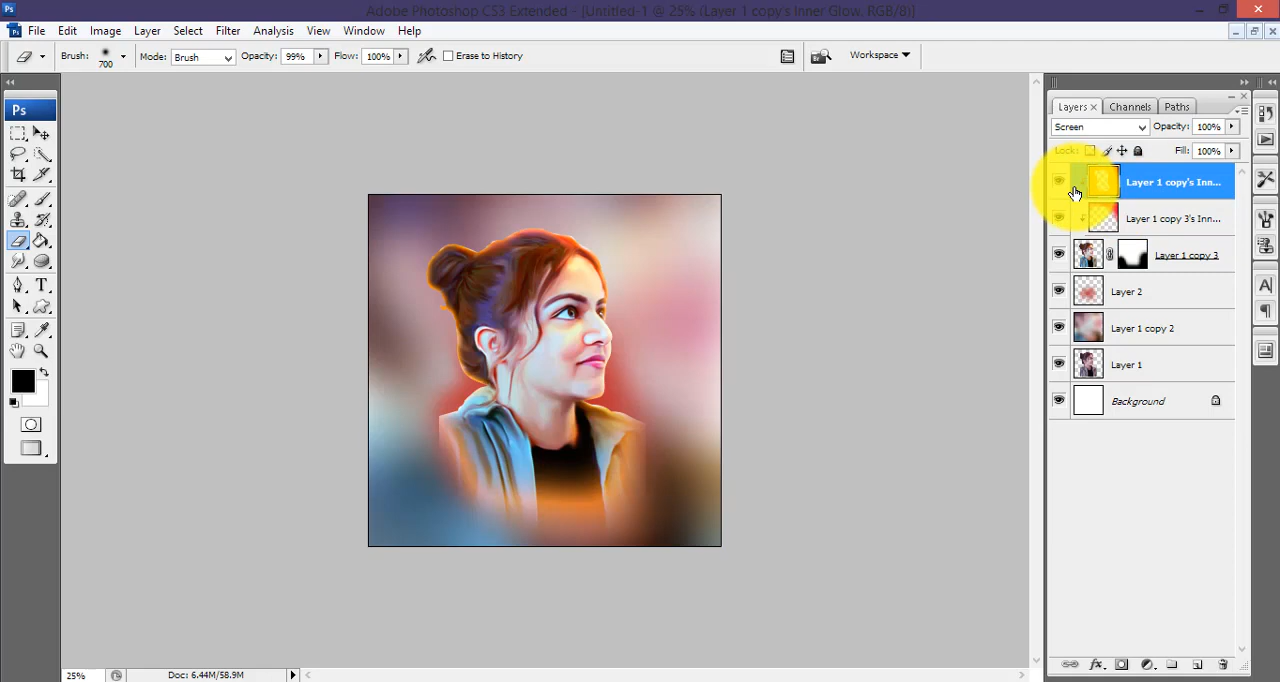 Ps Adobe Photoshop CS3 Extended - [Untitled-1 @ 25% (Layer 1 copy's Inner Glow, RGB/8)]
File Edit Image Layer Select Filter Analysis View Window Help
Brush: 700 Mode: Brush Opacity: 99% Flow: 100% Erase to History Workspace
Ps
Layers Channels Paths
Screen Opacity: 100%
Lock: Fill: 100%
Layer 1 copy's Inn...
Layer 1 copy 3's Inn...
Layer 1 copy 3
Layer 2
Layer 1 copy 2
Layer 1
Background
25% Doc: 6.44M/58.9M